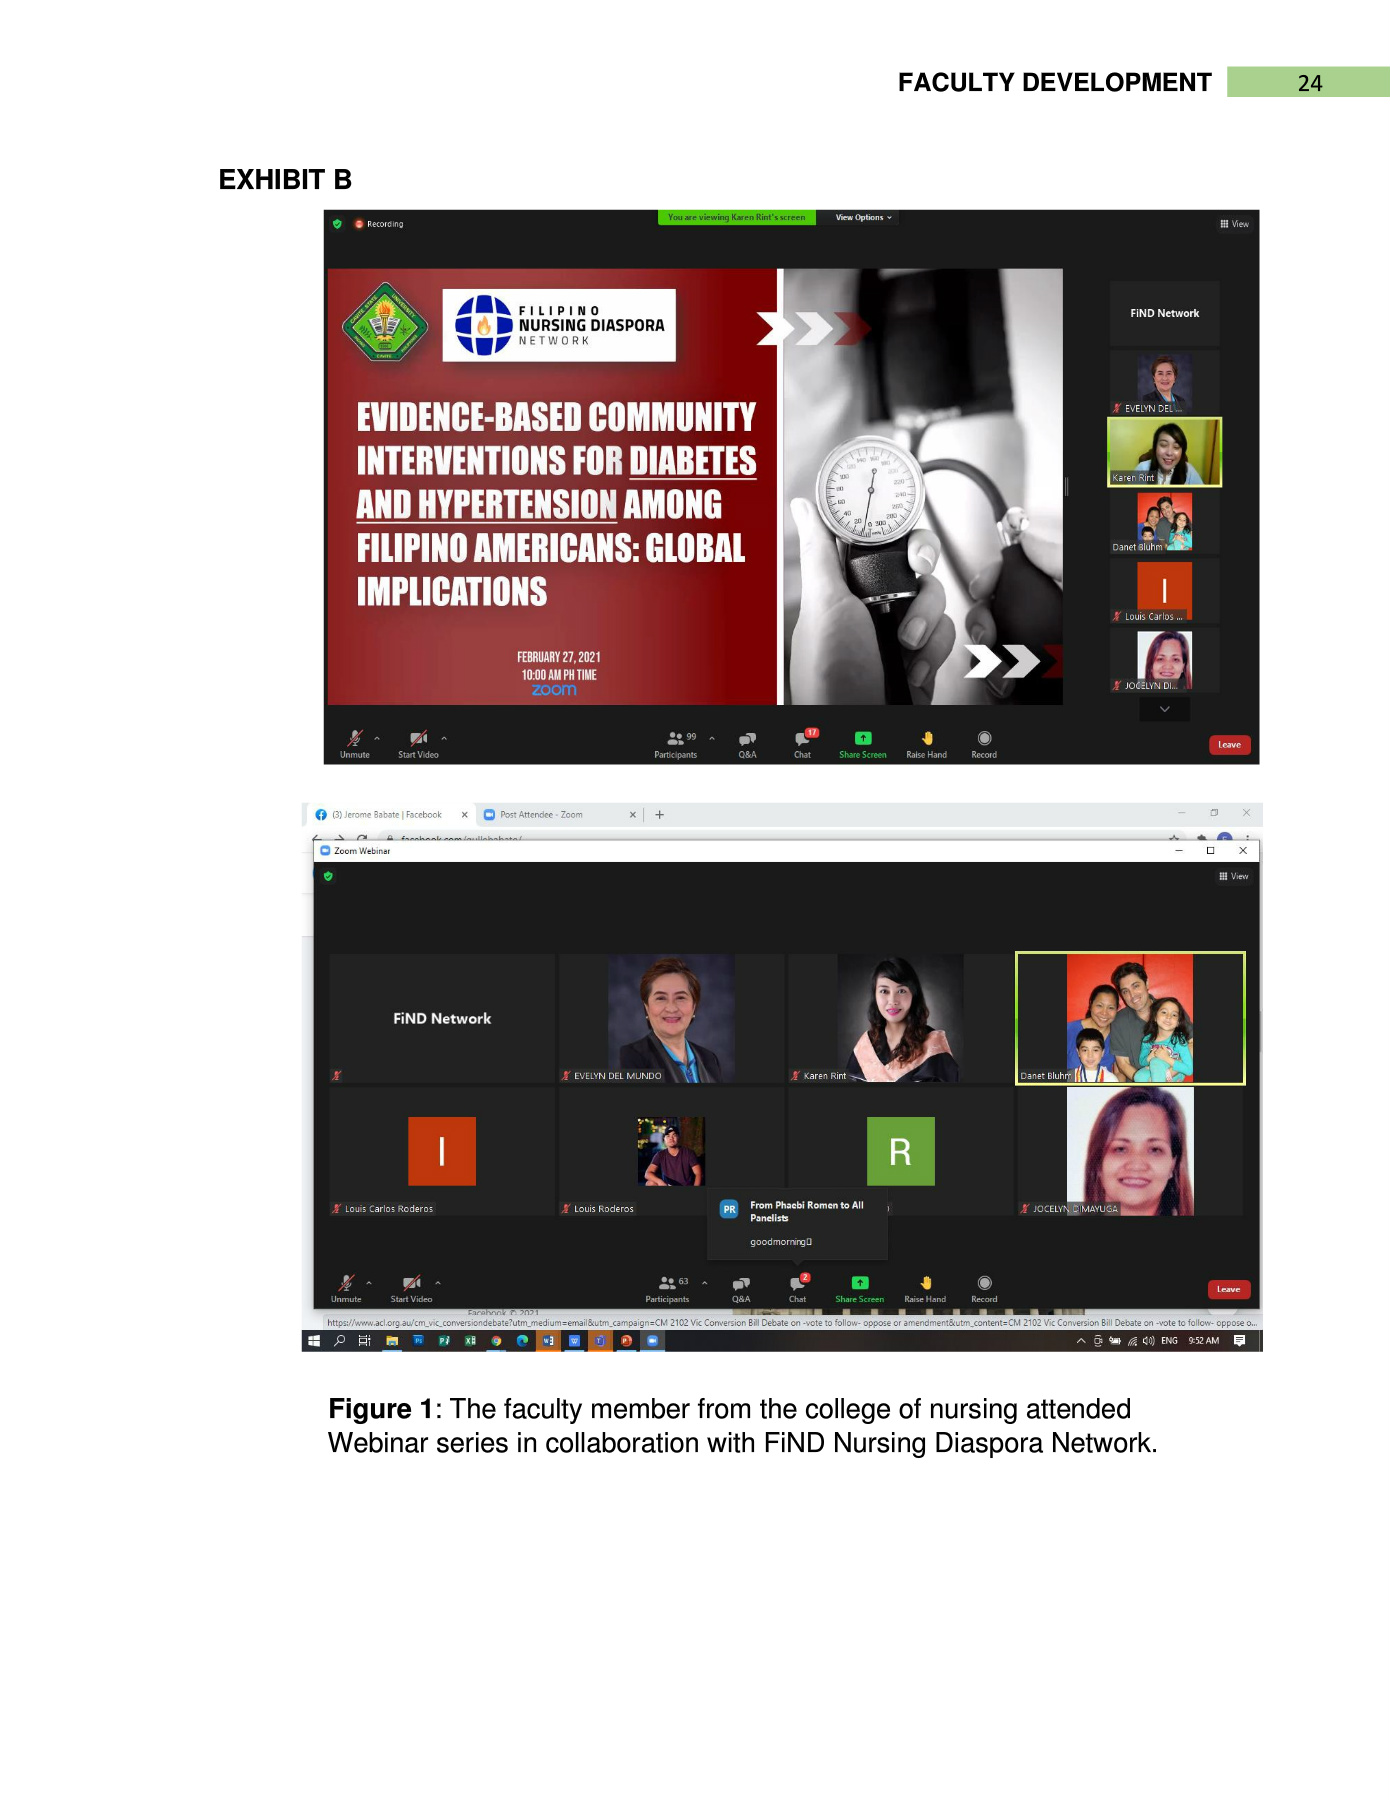 FACULTY DEVELOPMENT 24
EXHIBIT B
Recording
You are viewing Karen Rint's screen
View Options
View
FILIPINO
NURSING DIASPORA
NETWORK
EVIDENCE-BASED COMMUNITY
INTERVENTIONS FOR DIABETES
AND HYPERTENSION AMONG
FILIPINO AMERICANS: GLOBAL
IMPLICATIONS
FEBRUARY 27, 2021
10:00 AM PH TIME
zoom
FiND Network
EVELYN DEL ...
Karen Rint
Danet Bluhm
I
Louis Carlos ...
JOCELYN DI...
Unmute
Start Video
99
Participants
Q&A
17
Chat
Share Screen
Raise Hand
Record
Leave
(3) Jerome Babate | Facebook
Post Attendee - Zoom
Zoom Webinar
View
FiND Network
EVELYN DEL MUNDO
Karen Rint
Danet Bluhm
I
R
Louis Carlos Roderos
Louis Roderos
JOCELYN DIMAYUGA
PR
From Phaebi Romen to All
Panelists
goodmorning
Unmute
Start Video
63
Participants
Q&A
2
Chat
Share Screen
Raise Hand
Record
Leave
Facebook © 2021
https://www.acl.org.au/cm_vic_conversiondebate?utm_medium=email&utm_campaign=CM 2102 Vic Conversion Bill Debate on -vote to follow- oppose or amendment&utm_content=CM 2102 Vic Conversion Bill Debate on -vote to follow- oppose o...
ENG
9:52 AM
Figure 1: The faculty member from the college of nursing attended
Webinar series in collaboration with FiND Nursing Diaspora Network.